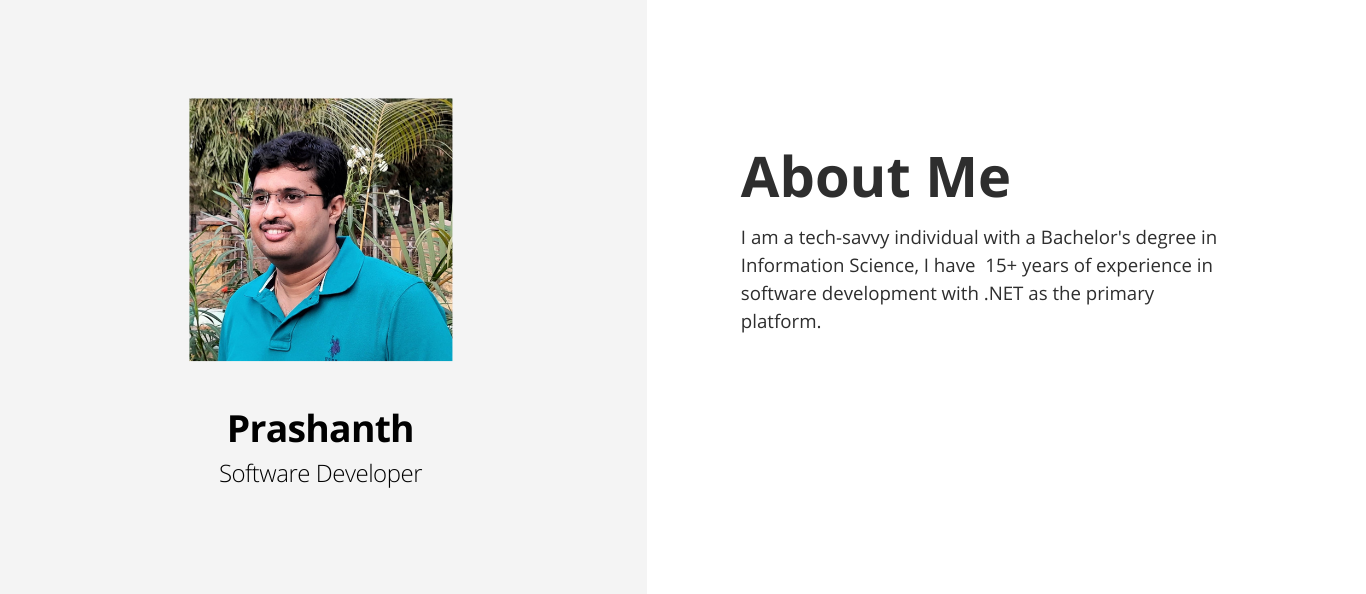 About Me
I am a tech-savvy individual with a Bachelor's degree in
Information Science, I have  15+ years of experience in
software development with .NET as the primary
platform.
Prashanth
Software Developer